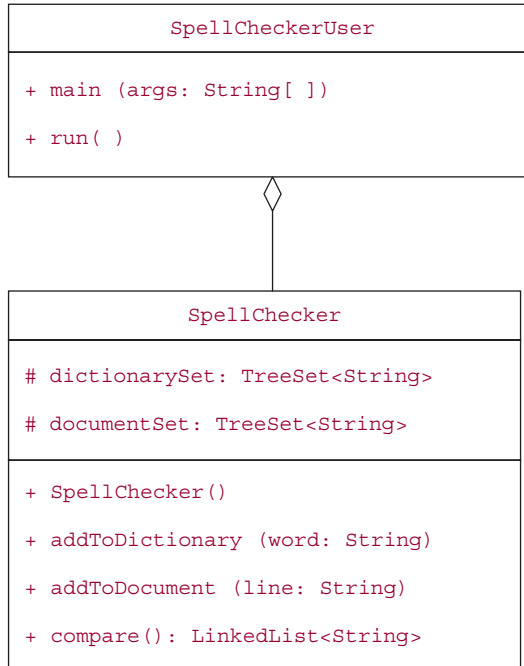 SpellCheckerUser
+ main (args: String[ ])
+ run( )
SpellChecker
# dictionarySet: TreeSet<String>
# documentSet: TreeSet<String>
+ SpellChecker()
+ addToDictionary (word: String)
+ addToDocument (line: String)
+ compare(): LinkedList<String>